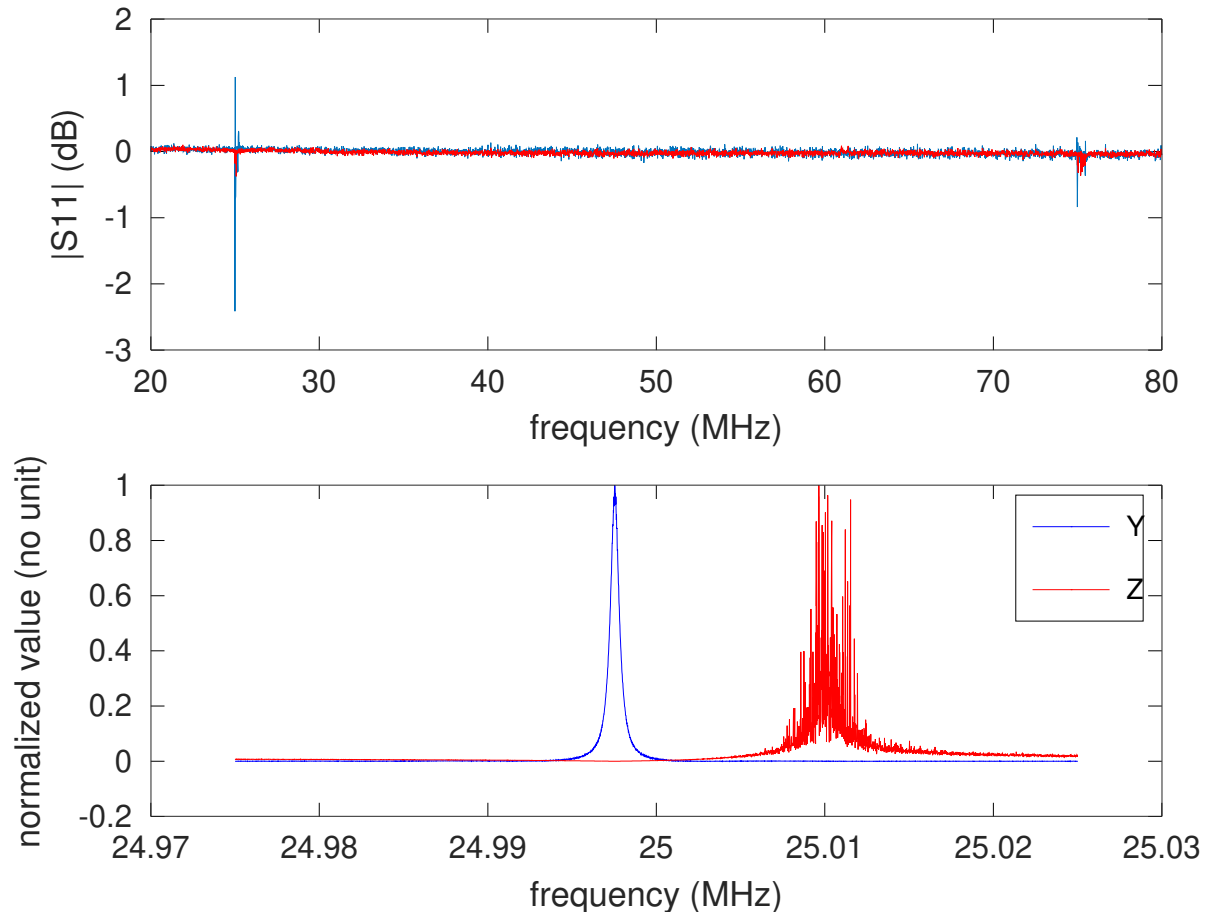 2
1
0
-1
-2
-3
|S11| (dB)
20 30 40 50 60 70 80
frequency (MHz)
1
0.8
0.6
0.4
0.2
0
-0.2
normalized value (no unit)
Y
Z
24.97 24.98 24.99 25 25.01 25.02 25.03
frequency (MHz)